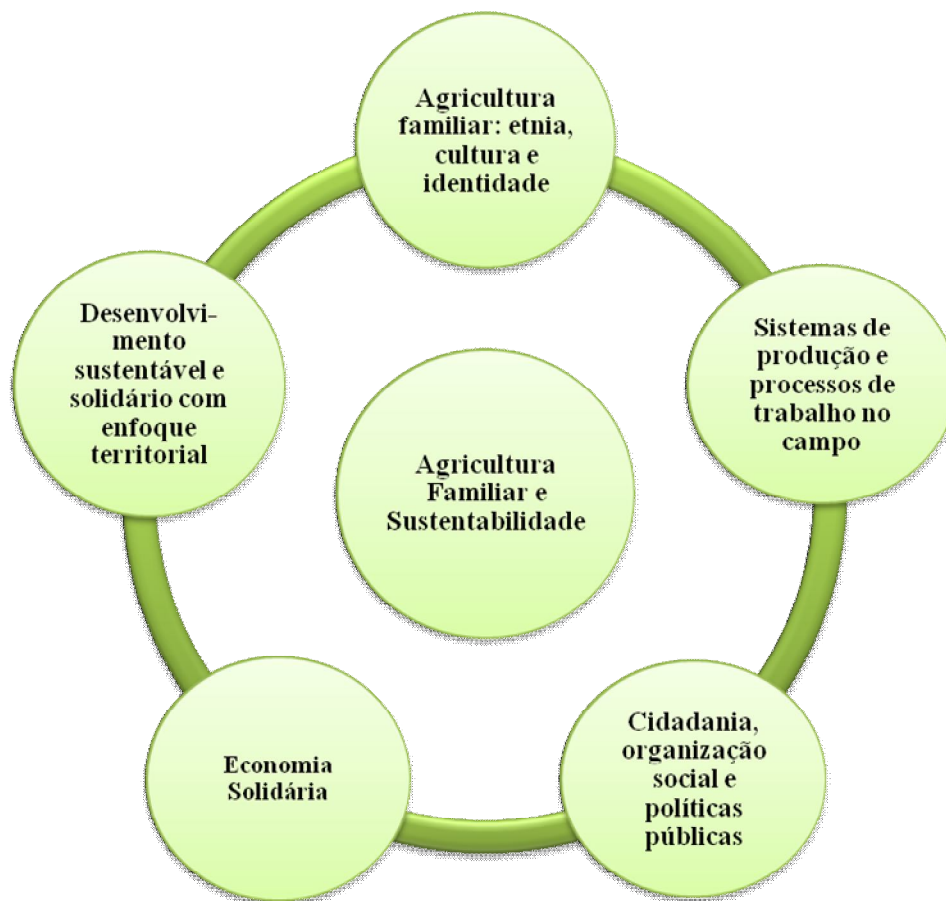 Agricultura
familiar: etnia,
cultura e
identidade
Sistemas de
produção e
processos de
trabalho no
campo
Cidadania,
organização
social e
políticas
públicas
Economia
Solidária
Desenvolvi-
mento
sustentável e
solidário com
enfoque
territorial
Agricultura
Familiar e
Sustentabilidade